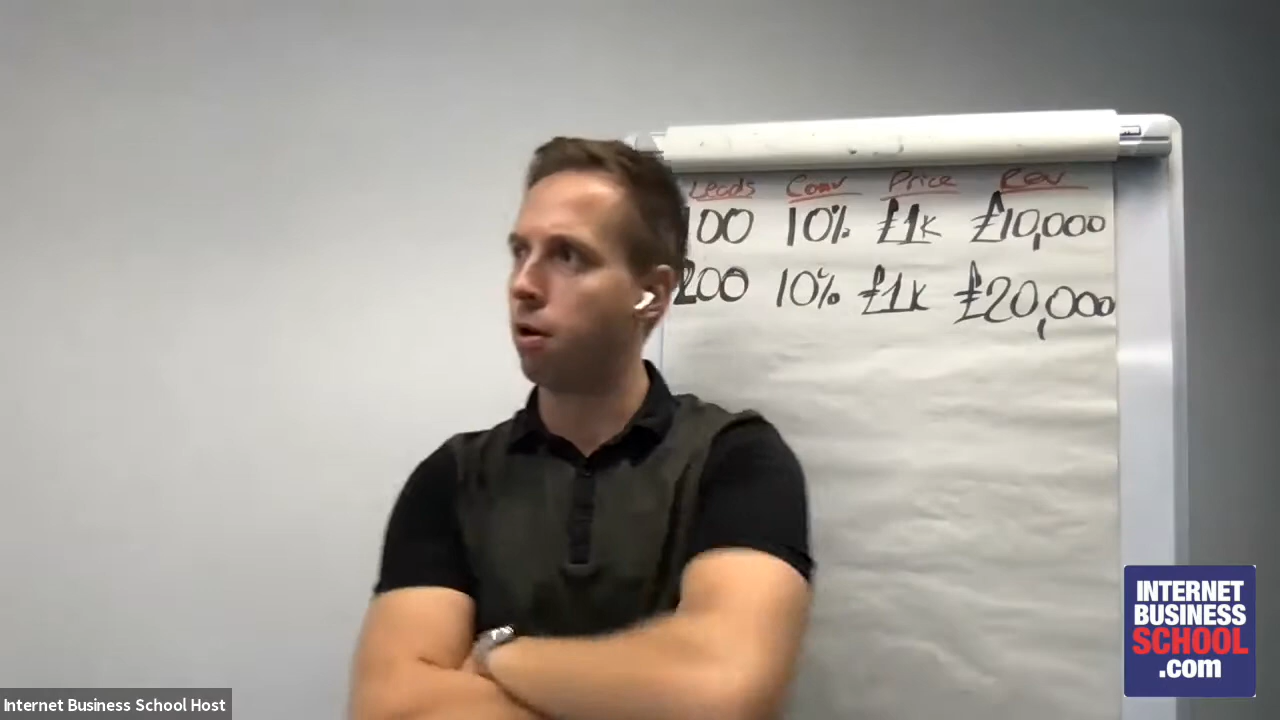 Leads Conv Price Rev
100 10% £1k £10,000
200 10% £1k £20,000
INTERNET
BUSINESS
SCHOOL
.com
Internet Business School Host